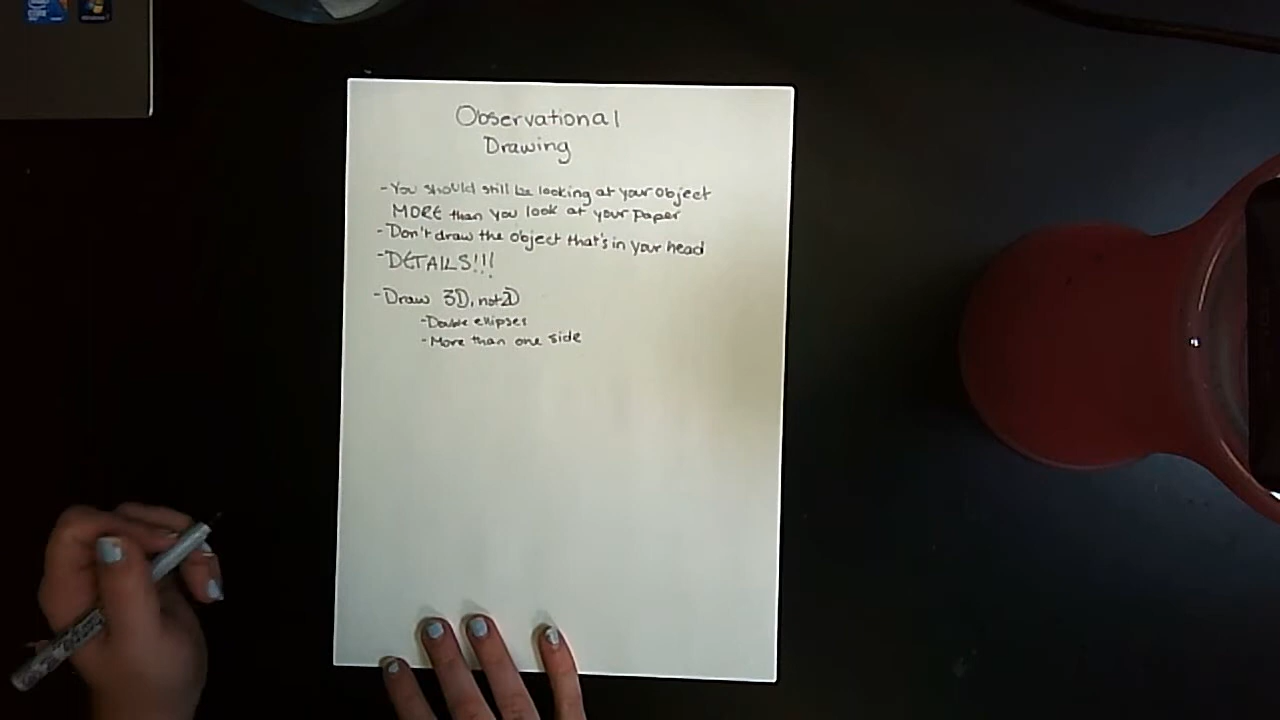 Observational
Drawing
-You should still be looking at your object
MORE than you look at your paper
-Don't draw the object that's in your head
-DETAILS!!!
-Draw 3D, not 2D
-Double ellipses
-More than one side